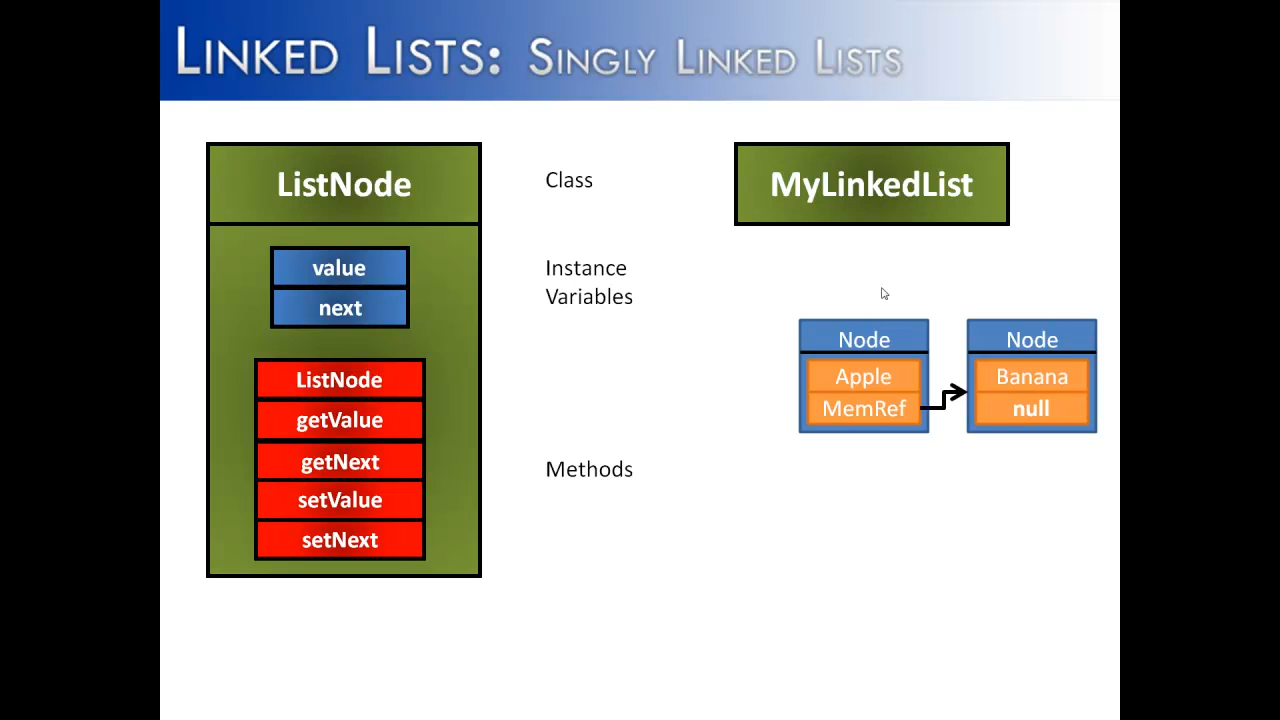 LINKED LISTS: SINGLY LINKED LISTS
ListNode
value
next
ListNode
getValue
getNext
setValue
setNext
Class
Instance
Variables
Methods
MyLinkedList
Node
Apple
MemRef
Node
Banana
null